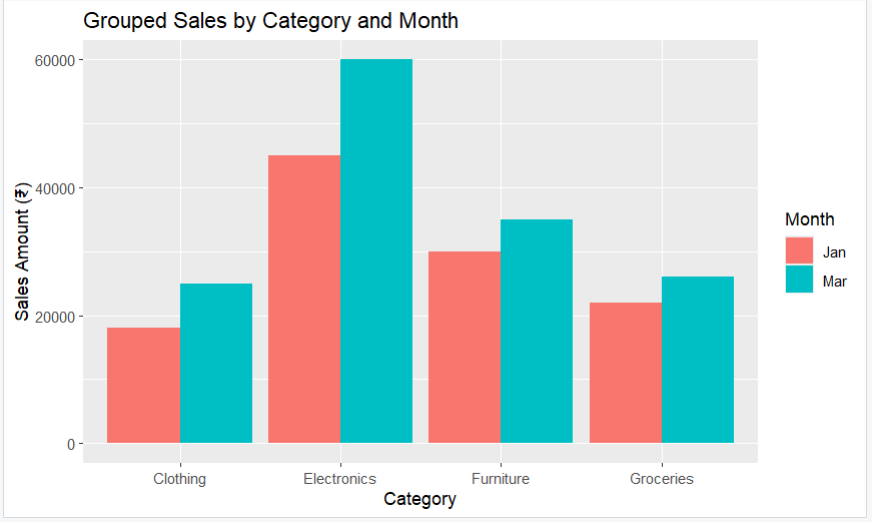 Grouped Sales by Category and Month
Sales Amount (₹)
60000
40000
20000
0
Clothing Electronics Furniture Groceries
Category
Month
Jan
Mar